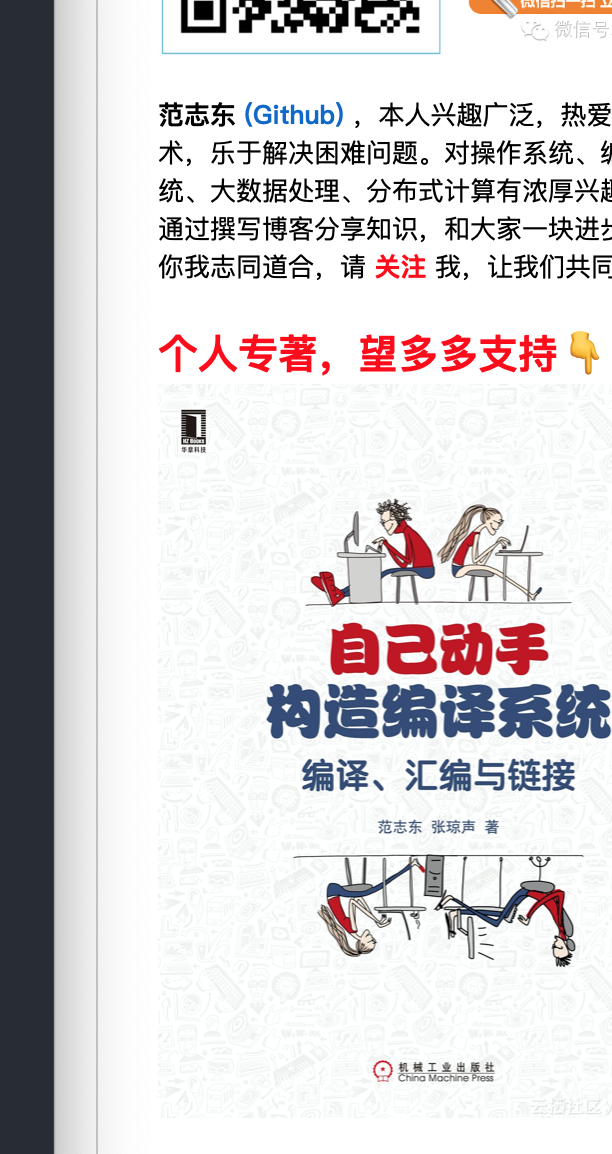 微信扫一扫 立
微信号
范志东 (Github) ，本人兴趣广泛，热爱
术，乐于解决困难问题。对操作系统、编
统、大数据处理、分布式计算有浓厚兴趣
通过撰写博客分享知识，和大家一块进步
你我志同道合，请 关注 我，让我们共同
个人专著，望多多支持👇
HZ Books
华章科技
自己动手
构造编译系统
编译、汇编与链接
范志东 张琼声 著
机械工业出版社
China Machine Press
云栖社区